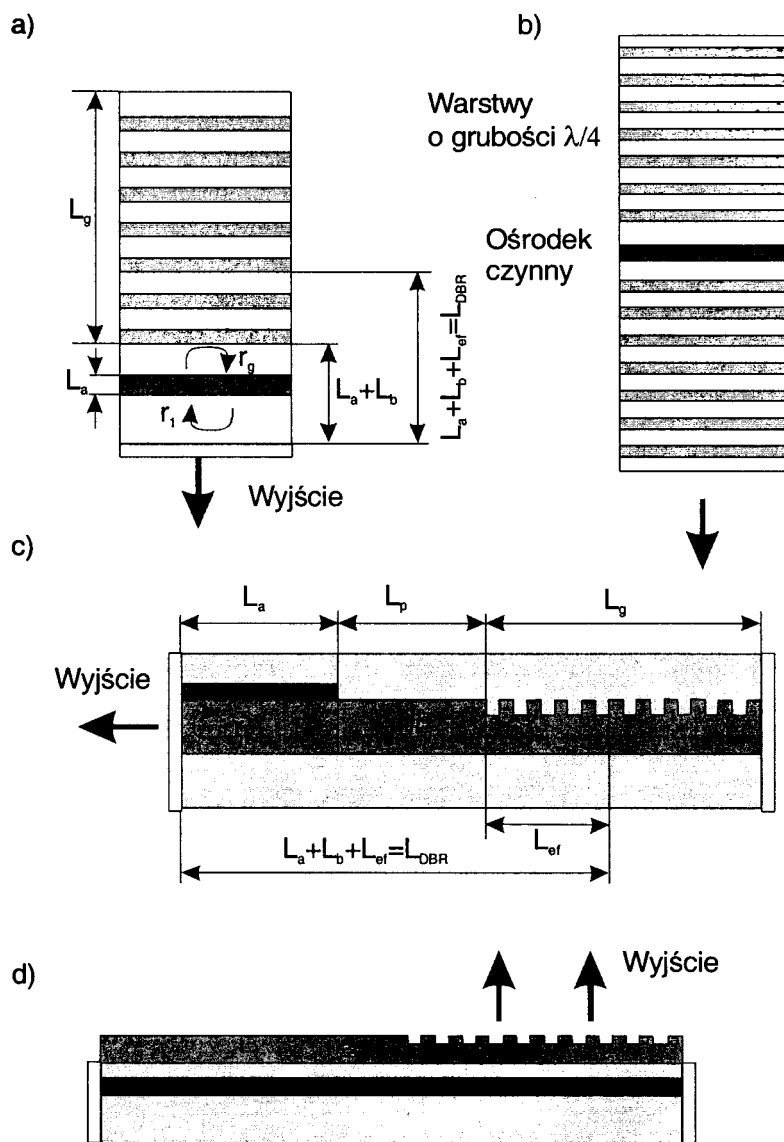 a)
b)
Warstwy
o grubości λ/4
L_g
Ośrodek
czynny
L_a
r_g
r_1
L_a+L_b
L_a+L_b+L_ef=L_DBR
Wyjście
c)
L_a
L_p
L_g
Wyjście
L_a+L_b+L_ef=L_DBR
L_ef
d)
Wyjście